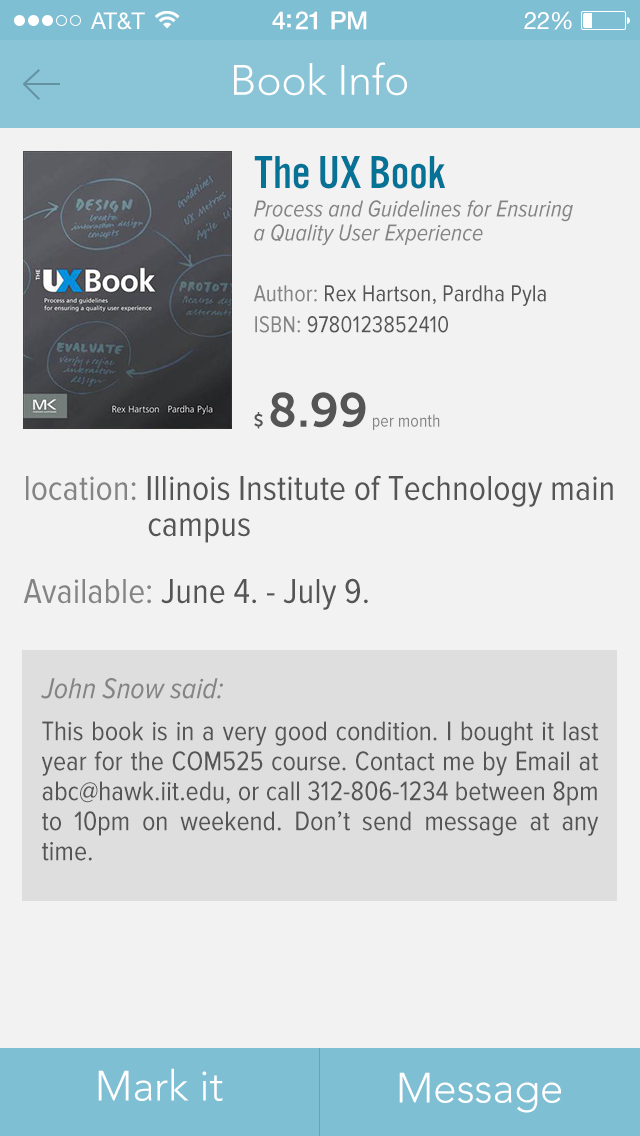 AT&T 4:21 PM 22%
Book Info
The UX Book
Process and Guidelines for Ensuring
a Quality User Experience
DESIGN
create
interaction design
concepts
Guidelines
UX Metrics
Agile
PROTOT
EVALUATE
Verify + refine
interaction
design
THE UX Book
Process and guidelines
for ensuring a quality user experience
MK
Rex Hartson Pardha Pyla
Author: Rex Hartson, Pardha Pyla
ISBN: 9780123852410
$ 8.99 per month
location: Illinois Institute of Technology main
campus
Available: June 4. - July 9.
John Snow said:
This book is in a very good condition. I bought it last
year for the COM525 course. Contact me by Email at
abc@hawk.iit.edu, or call 312-806-1234 between 8pm
to 10pm on weekend. Don’t send message at any
time.
Mark it
Message